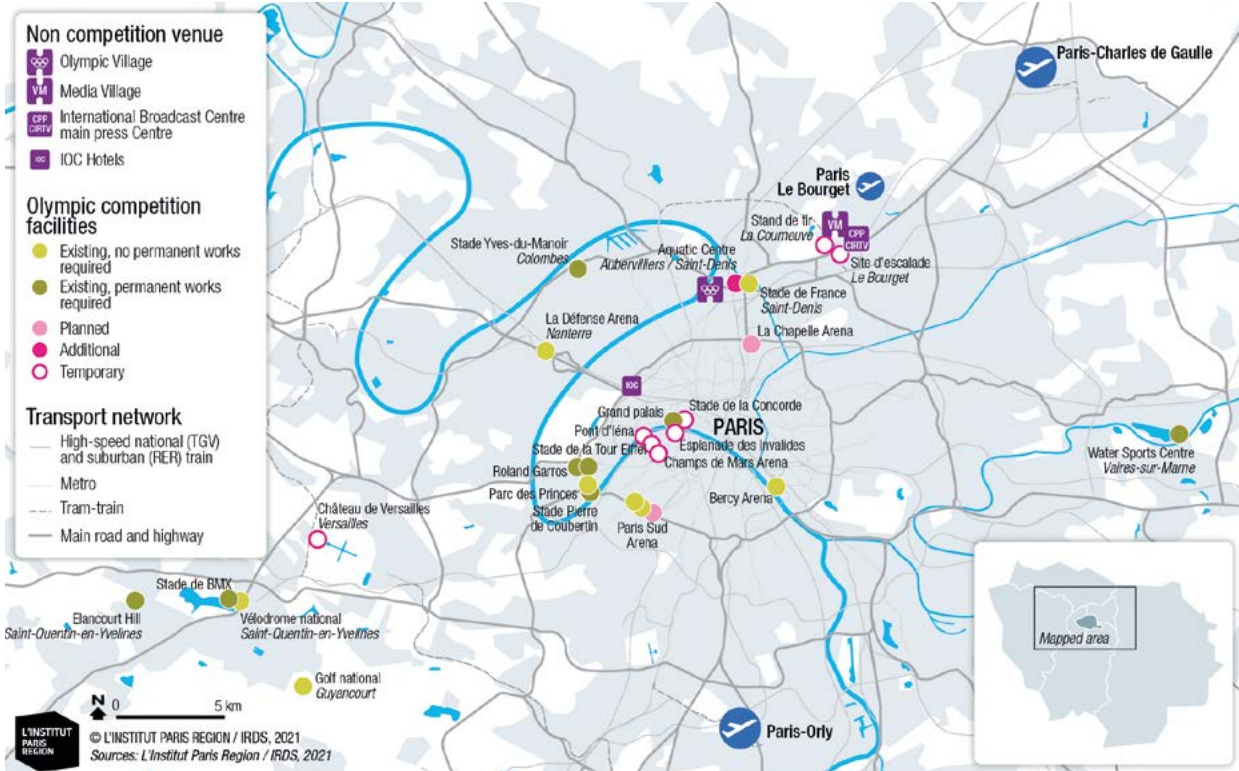 Non competition venue
Olympic Village
VM
Media Village
CPP
CIRTV
International Broadcast Centre
main press Centre
IOC
IOC Hotels
Olympic competition
facilities
Existing, no permanent works
required
Existing, permanent works
required
Planned
Additional
Temporary
Transport network
High-speed national (TGV)
and suburban (RER) train
Metro
Tram-train
Main road and highway
Paris-Charles de Gaulle
Paris
Le Bourget
Stand de tir
La Courneuve
VM
CPP
CIRTV
Site d'escalade
Le Bourget
Stade Yves-du-Manoir
Colombes
Aquatic Centre
Aubervilliers / Saint-Denis
Stade de France
Saint-Denis
La Défense Arena
Nanterre
La Chapelle Arena
IOC
Grand palais
Stade de la Concorde
PARIS
Pont d'Iéna
Esplanade des Invalides
Stade de la Tour Eiffel
Champs de Mars Arena
Roland Garros
Parc des Princes
Bercy Arena
Stade Pierre
de Coubertin
Paris Sud
Arena
Water Sports Centre
Vaires-sur-Marne
Château de Versailles
Versailles
Stade de BMX
Elancourt Hill
Saint-Quentin-en-Yvelines
Vélodrome national
Saint-Quentin-en-Yvelines
Golf national
Guyancourt
Paris-Orly
Mapped area
N
0 5 km
L'INSTITUT
PARIS
REGION
© L'INSTITUT PARIS REGION / IRDS, 2021
Sources: L'Institut Paris Region / IRDS, 2021